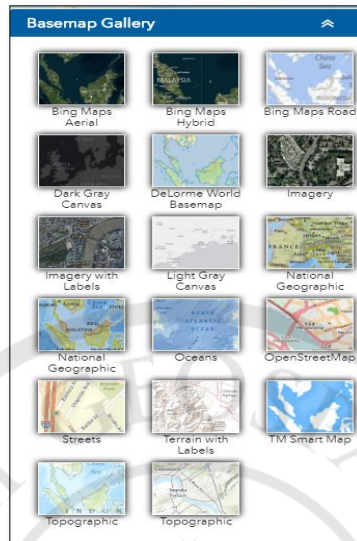 Basemap Gallery
Bing Maps Aerial
Bing Maps Hybrid
Bing Maps Road
Dark Gray Canvas
DeLorme World Basemap
Imagery
Imagery with Labels
Light Gray Canvas
National Geographic
National Geographic
Oceans
OpenStreetMap
Streets
Terrain with Labels
TM Smart Map
Topographic
Topographic